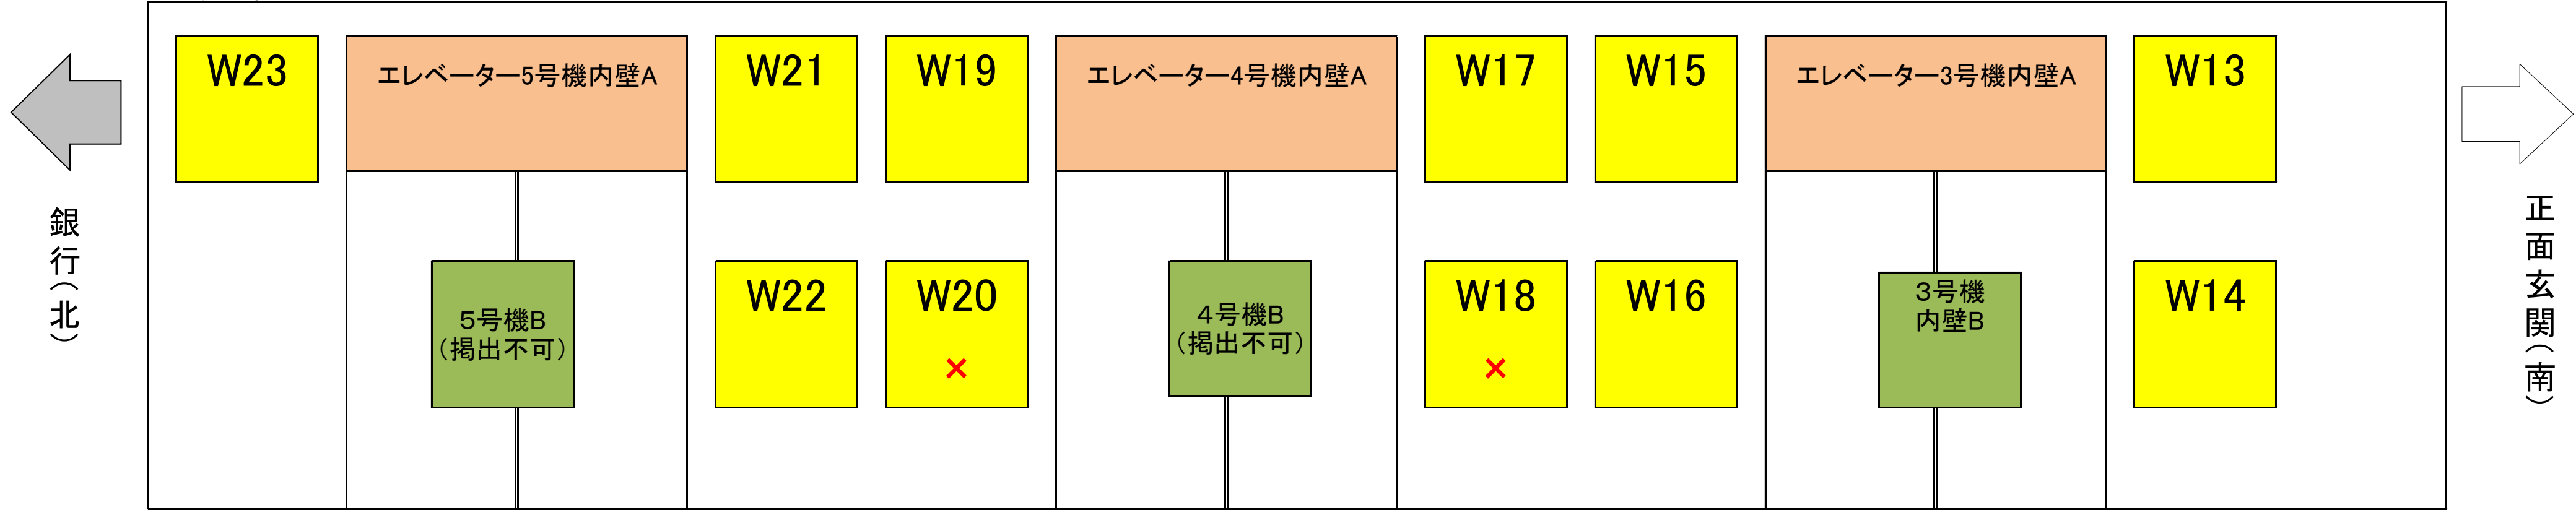 W23
エレベーター5号機内壁A
W21
W19
エレベーター4号機内壁A
W17
W15
エレベーター3号機内壁A
W13
銀行(北)
正面玄関(南)
5号機B
(掲出不可)
W22
W20
×
4号機B
(掲出不可)
W18
×
W16
3号機
内壁B
W14